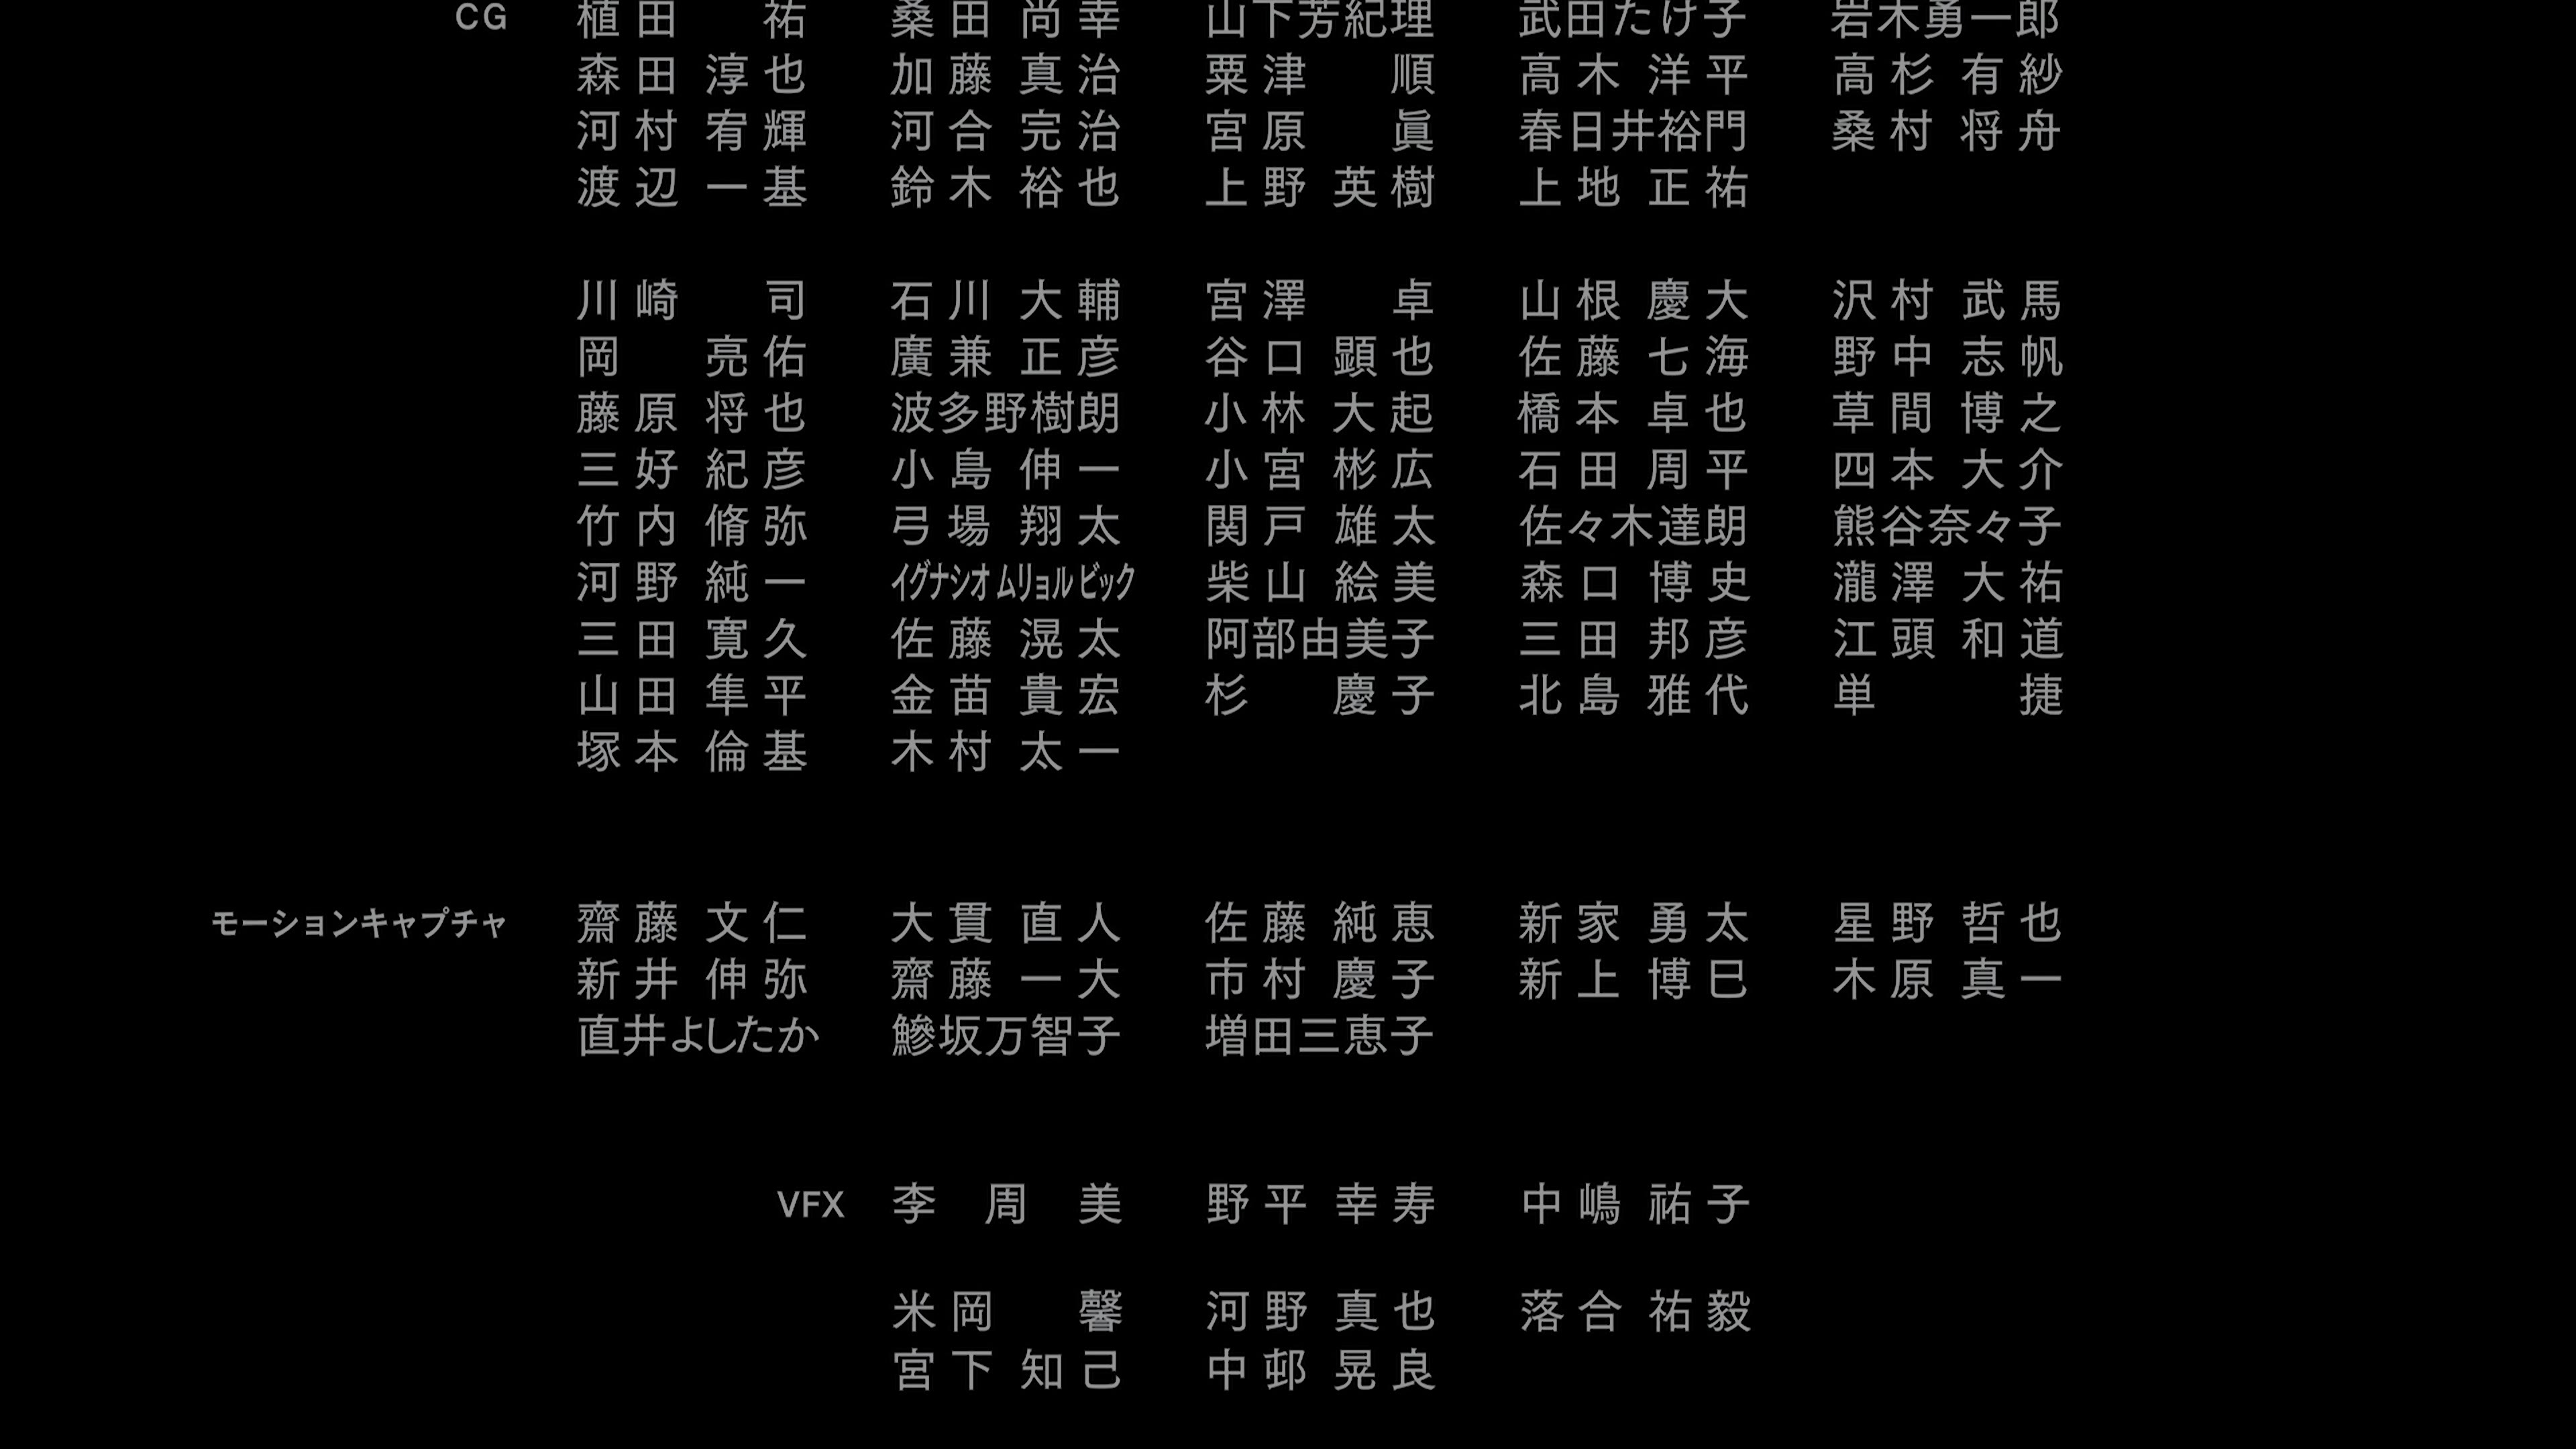 CG 植田 祐 桑田 尚幸 山下芳紀理 武田たけ子 岩木勇一郎
森田 淳也 加藤 真治 粟津 順 高木 洋平 高杉 有紗
河村 宥輝 河合 完治 宮原 眞 春日井裕門 桑村 将舟
渡辺 一基 鈴木 裕也 上野 英樹 上地 正祐
川崎 司 石川 大輔 宮澤 卓 山根 慶大 沢村 武馬
岡 亮佑 廣兼 正彦 谷口 顕也 佐藤 七海 野中 志帆
藤原 将也 波多野樹朗 小林 大起 橋本 卓也 草間 博之
三好 紀彦 小島 伸一 小宮 彬広 石田 周平 四本 大介
竹内 脩弥 弓場 翔太 関戸 雄太 佐々木達朗 熊谷奈々子
河野 純一 イグナシオ ムリョル ビック 柴山 絵美 森口 博史 瀧澤 大祐
三田 寛久 佐藤 滉太 阿部由美子 三田 邦彦 江頭 和道
山田 隼平 金苗 貴宏 杉 慶子 北島 雅代 単 捷
塚本 倫基 木村 太一
モーションキャプチャ 齋藤 文仁 大貫 直人 佐藤 純恵 新家 勇太 星野 哲也
新井 伸弥 齋藤 一大 市村 慶子 新上 博巳 木原 真一
直井よしたか 鰺坂万智子 増田三恵子
VFX 李 周 美 野平 幸寿 中嶋 祐子
米岡 馨 河野 真也 落合 祐毅
宮下 知己 中邨 晃良